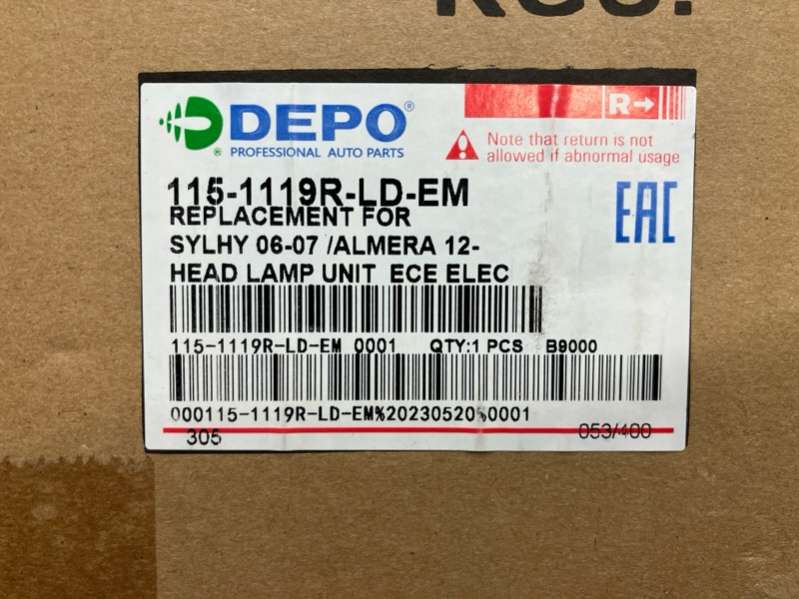 DEPO®
PROFESSIONAL AUTO PARTS
R→
Note that return is not
allowed if abnormal usage
115-1119R-LD-EM
REPLACEMENT FOR
SYLHY 06-07 /ALMERA 12-
HEAD LAMP UNIT ECE ELEC
EAC
115-1119R-LD-EM 0001 QTY:1 PCS B9000
000115-1119R-LD-EM%20230520%0001
305 053/400